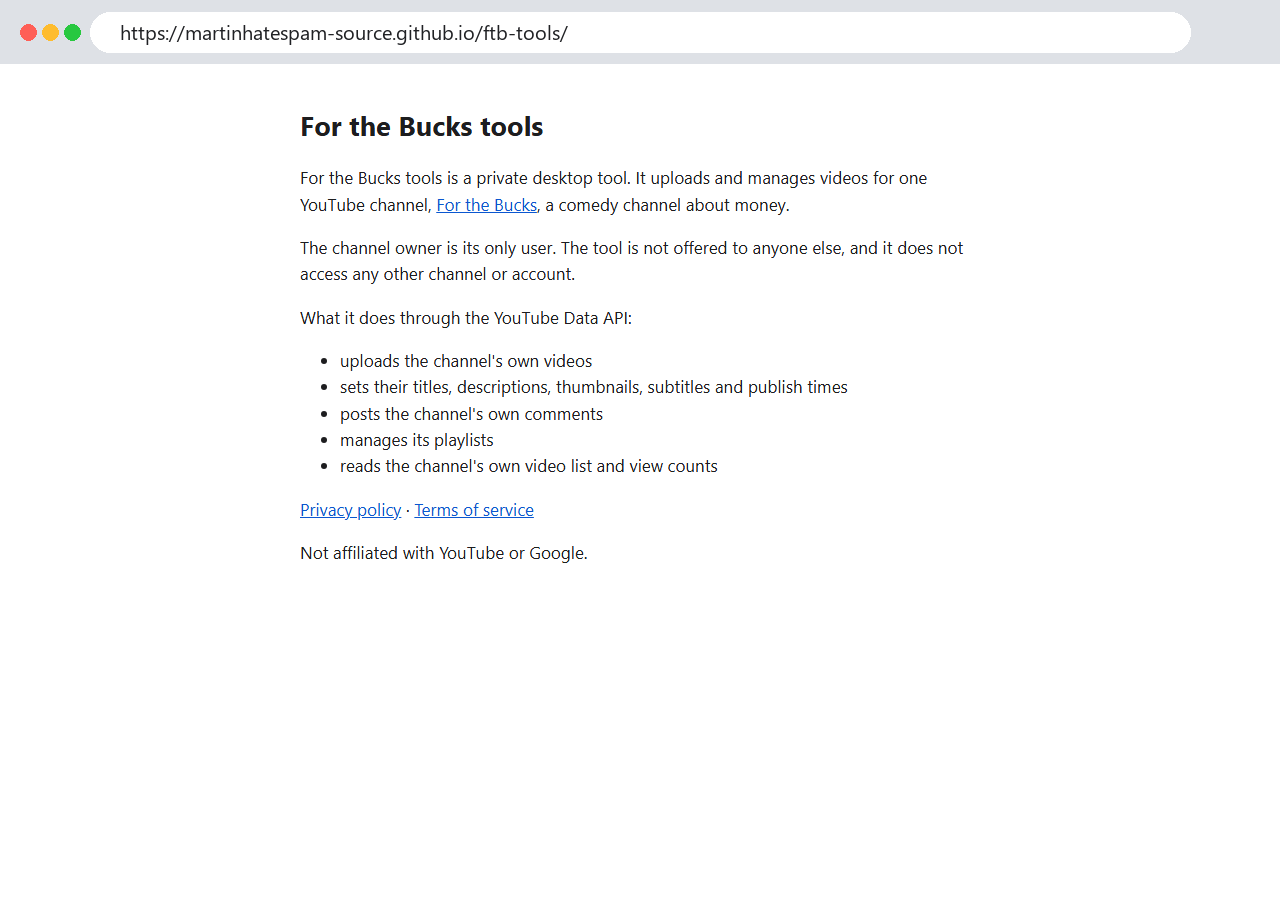 https://martinhatespam-source.github.io/ftb-tools/
For the Bucks tools
For the Bucks tools is a private desktop tool. It uploads and manages videos for one
YouTube channel, For the Bucks, a comedy channel about money.
The channel owner is its only user. The tool is not offered to anyone else, and it does not
access any other channel or account.
What it does through the YouTube Data API:
• uploads the channel's own videos
• sets their titles, descriptions, thumbnails, subtitles and publish times
• posts the channel's own comments
• manages its playlists
• reads the channel's own video list and view counts
Privacy policy · Terms of service
Not affiliated with YouTube or Google.